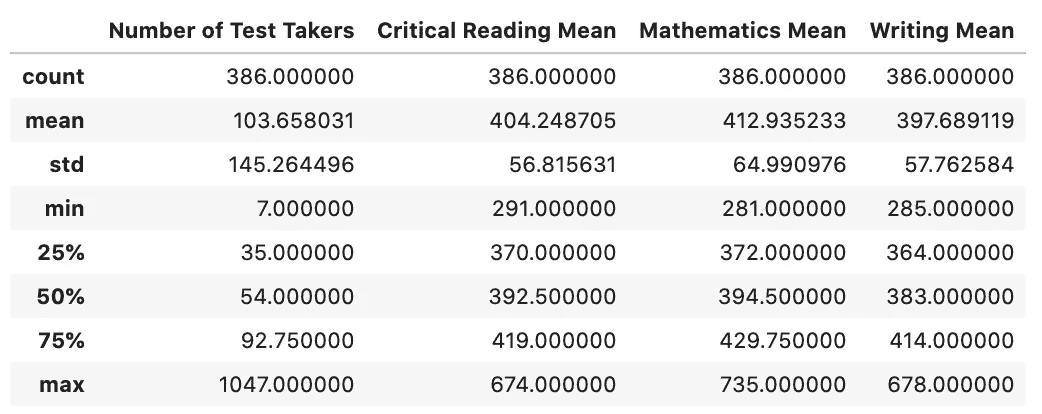 Number of Test Takers Critical Reading Mean Mathematics Mean Writing Mean
count 386.000000 386.000000 386.000000 386.000000
mean 103.658031 404.248705 412.935233 397.689119
std 145.264496 56.815631 64.990976 57.762584
min 7.000000 291.000000 281.000000 285.000000
25% 35.000000 370.000000 372.000000 364.000000
50% 54.000000 392.500000 394.500000 383.000000
75% 92.750000 419.000000 429.750000 414.000000
max 1047.000000 674.000000 735.000000 678.000000